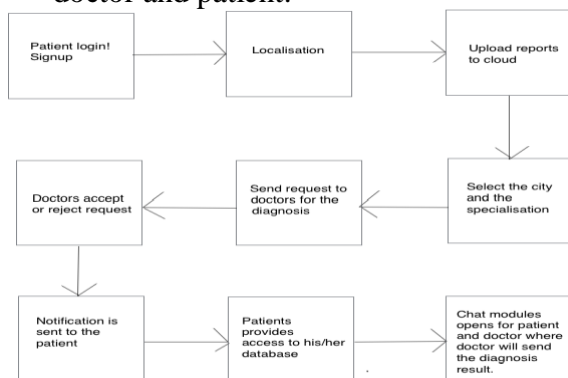 doctor and patient.
Patient login!
Signup
Localisation
Upload reports
to cloud
Select the city
and the
specialisation
Send request to
doctors for the
diagnosis
Doctors accept
or reject request
Notification is
sent to the
patient
Patients
provides
access to his/her
database
Chat modules
opens for patient
and doctor where
doctor will send
the diagnosis
result.